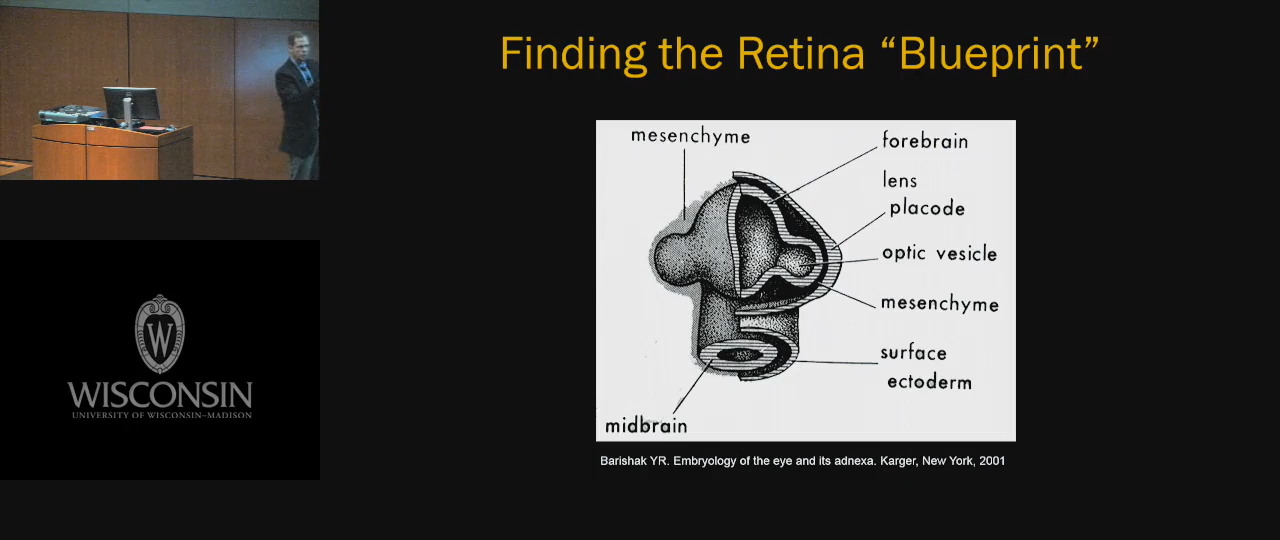 Finding the Retina “Blueprint”
mesenchyme
forebrain
lens
placode
optic vesicle
mesenchyme
surface
ectoderm
midbrain
Barishak YR. Embryology of the eye and its adnexa. Karger, New York, 2001
W
WISCONSIN
UNIVERSITY OF WISCONSIN–MADISON